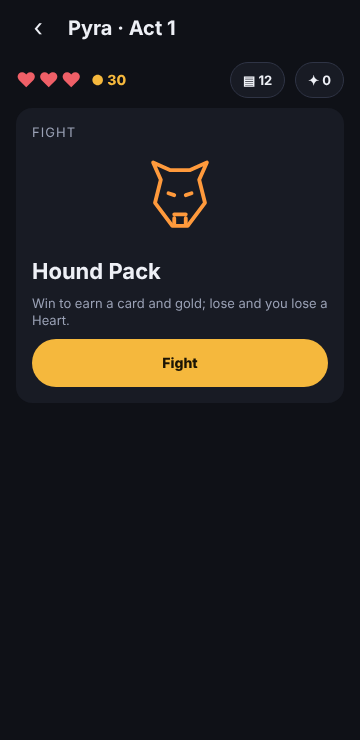 Pyra · Act 1
30
12
0
FIGHT
Hound Pack
Win to earn a card and gold; lose and you lose a
Heart.
Fight